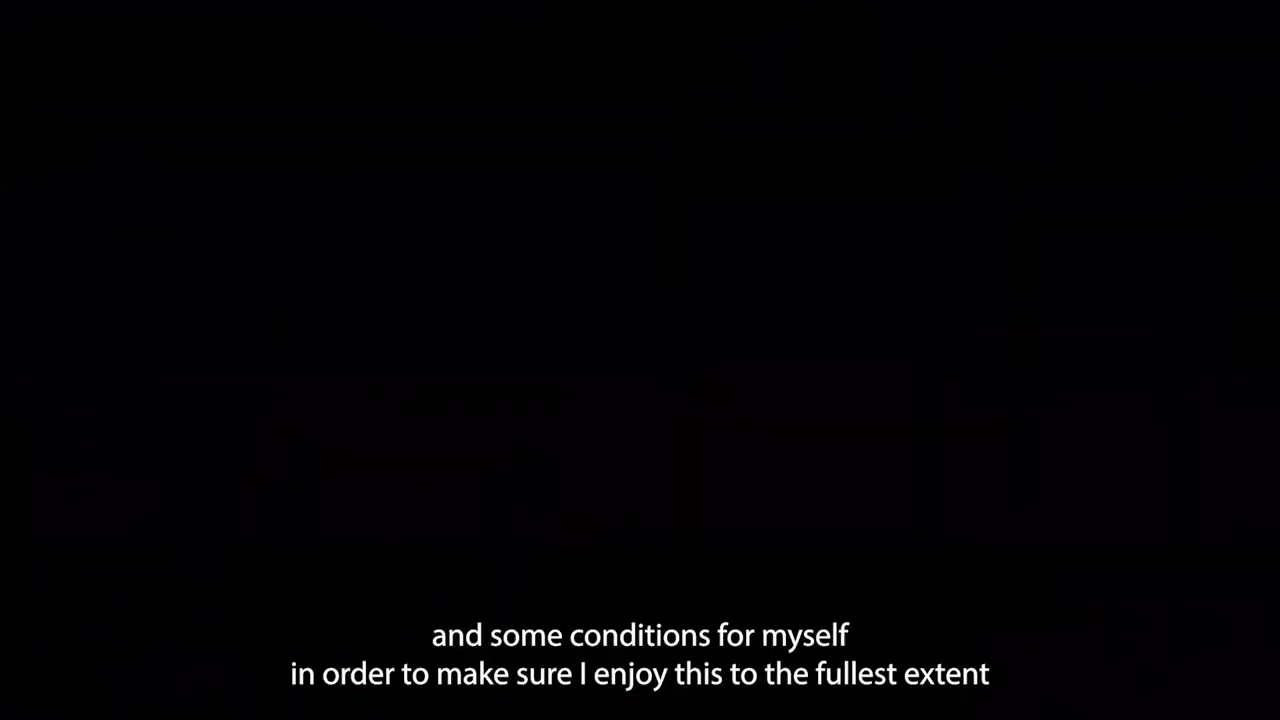 and some conditions for myself
in order to make sure I enjoy this to the fullest extent